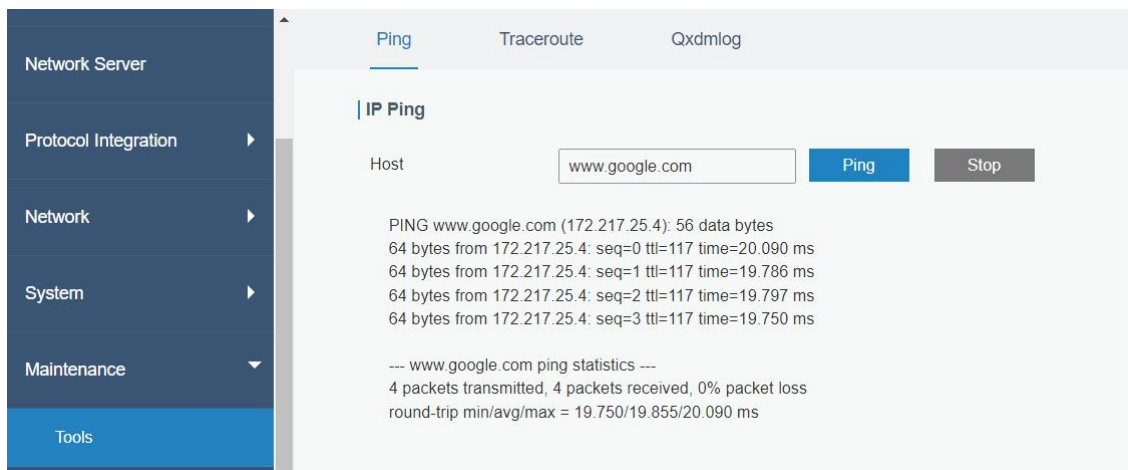 Network Server
Protocol Integration
Network
System
Maintenance
Tools
Ping Traceroute Qxdmlog
IP Ping
Host www.google.com Ping Stop
PING www.google.com (172.217.25.4): 56 data bytes
64 bytes from 172.217.25.4: seq=0 ttl=117 time=20.090 ms
64 bytes from 172.217.25.4: seq=1 ttl=117 time=19.786 ms
64 bytes from 172.217.25.4: seq=2 ttl=117 time=19.797 ms
64 bytes from 172.217.25.4: seq=3 ttl=117 time=19.750 ms
--- www.google.com ping statistics ---
4 packets transmitted, 4 packets received, 0% packet loss
round-trip min/avg/max = 19.750/19.855/20.090 ms